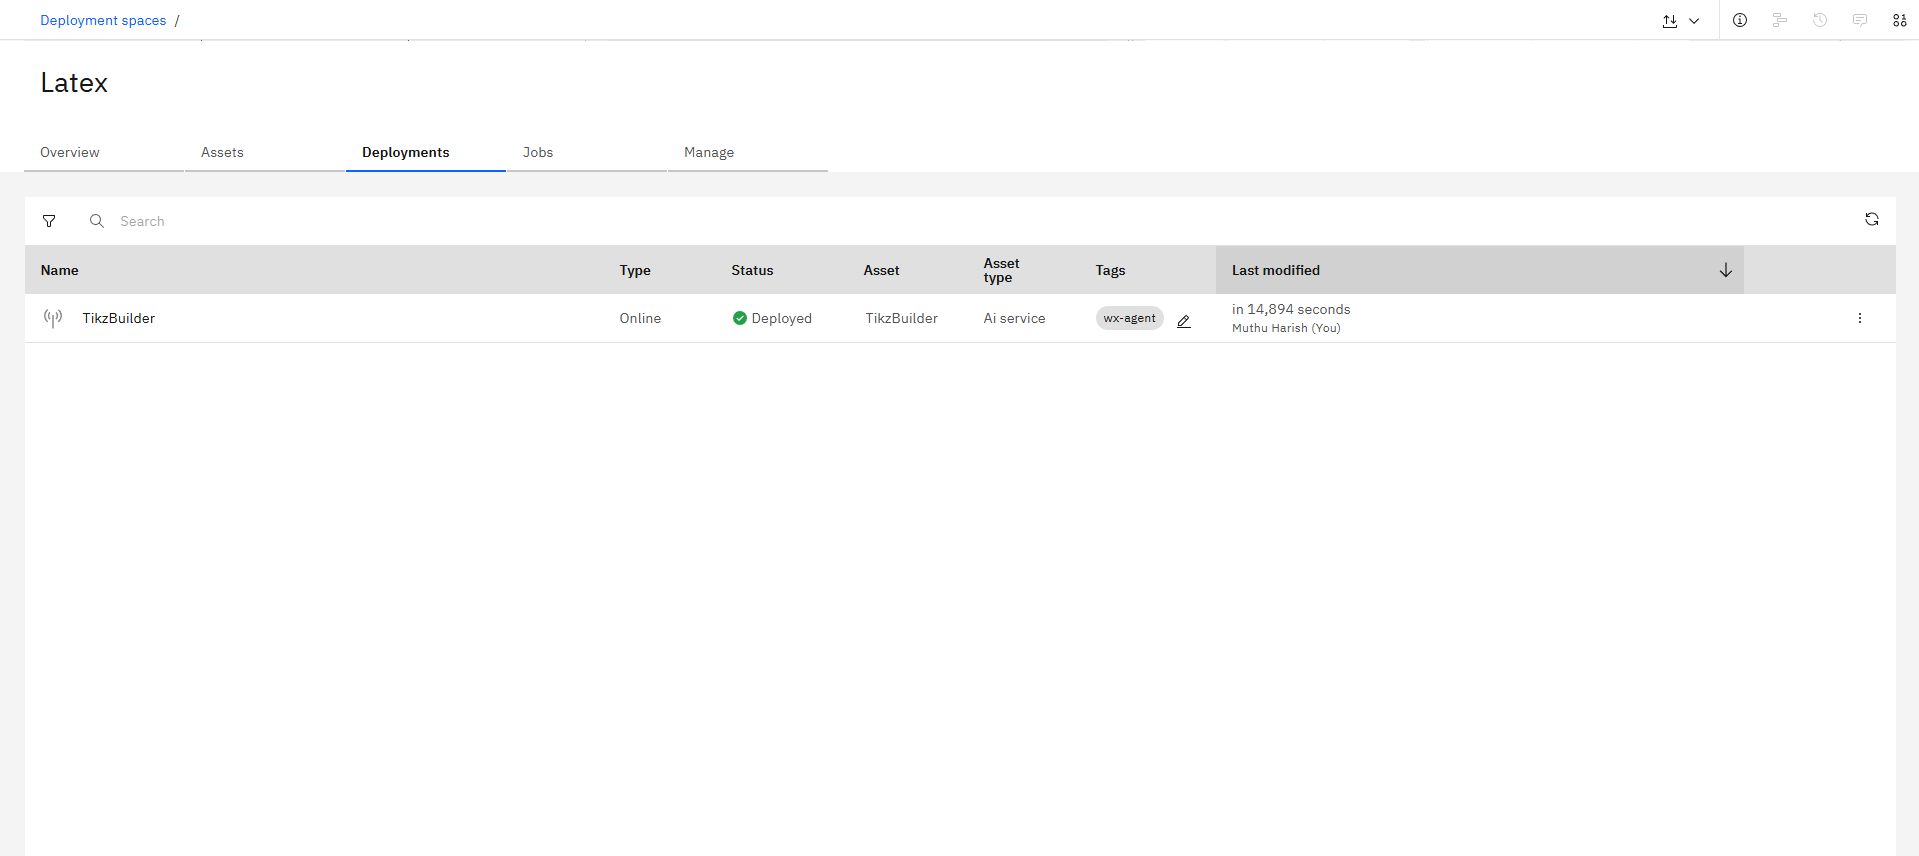 Deployment spaces /
Latex
Overview
Assets
Deployments
Jobs
Manage
Search
Name
Type
Status
Asset
Asset type
Tags
Last modified
TikzBuilder
Online
Deployed
TikzBuilder
Ai service
wx-agent
in 14,894 seconds
Muthu Harish (You)